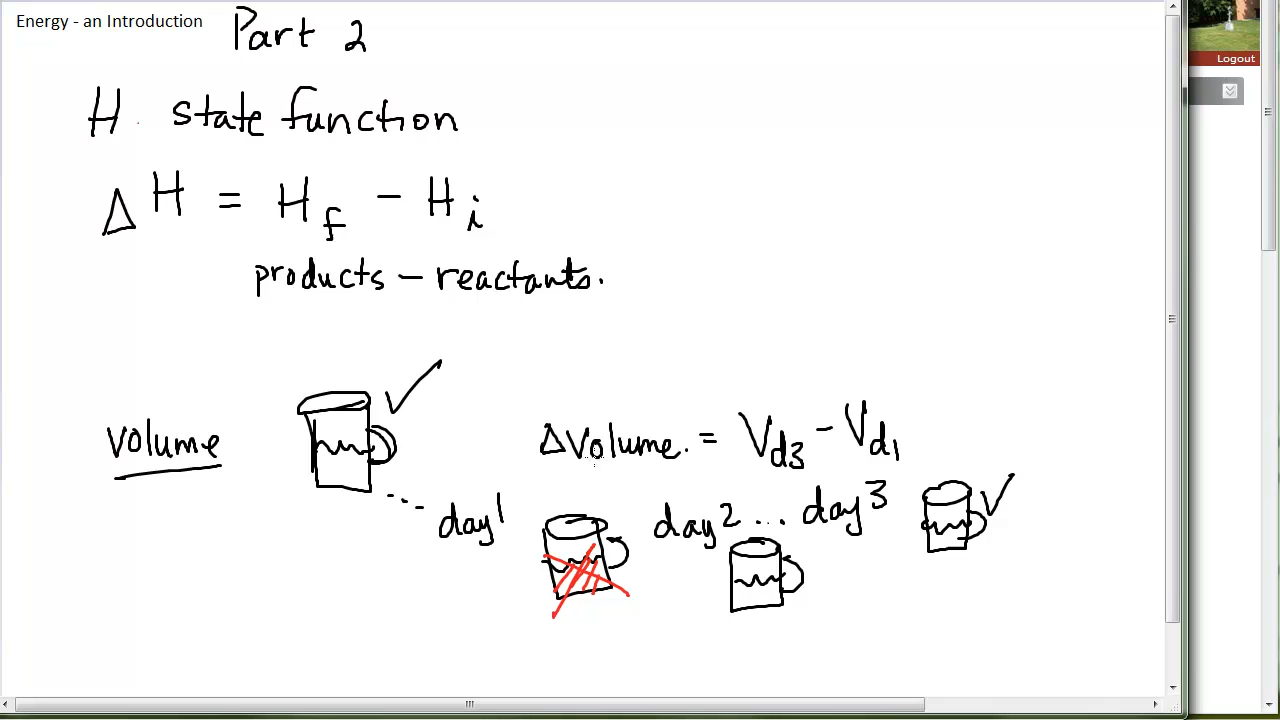 Energy - an Introduction
Part 2
Logout
H state function
ΔH = Hf - Hi
products - reactants.
volume
Δvolume. = Vd3 - Vd1
... day1
day2 ... day3